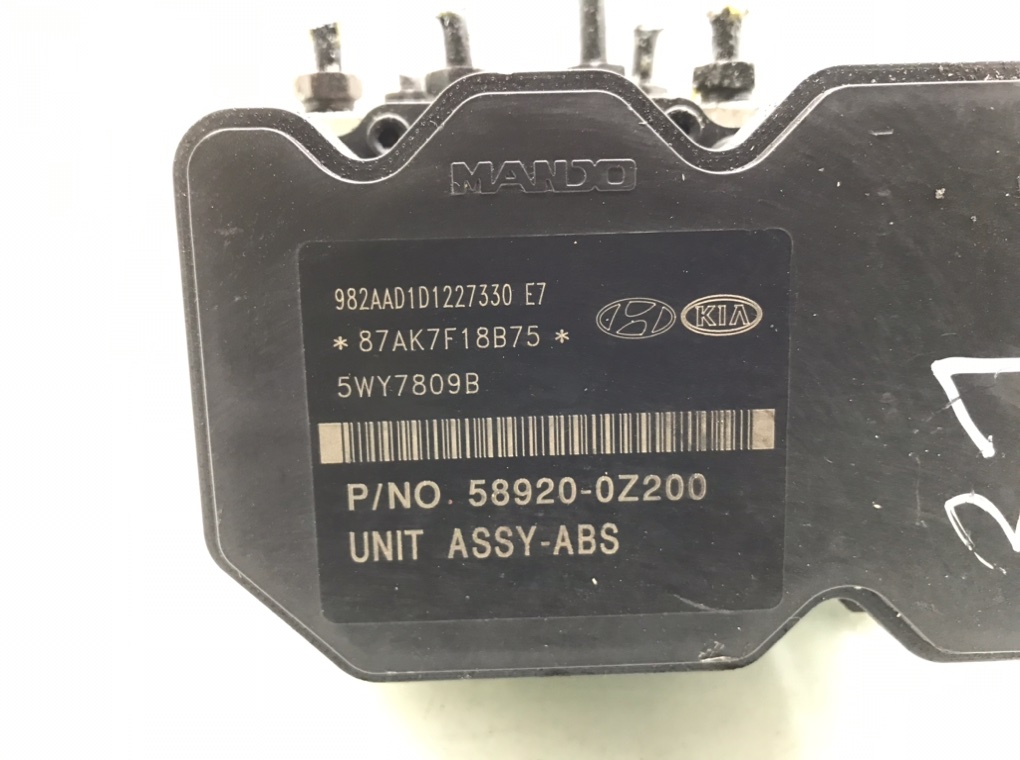 MANDO
982AAD1D1227330 E7
*87AK7F18B75*
KIA
5WY7809B
P/NO. 58920-0Z200
UNIT ASSY-ABS